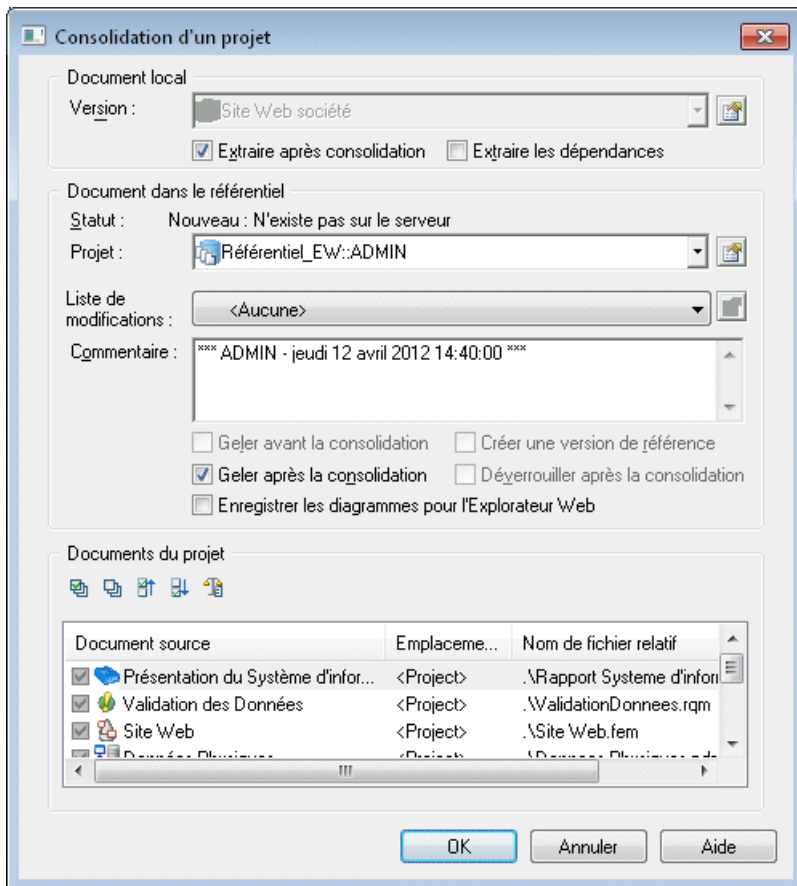 Consolidation d'un projet
Document local
Version :
Site Web société
Extraire après consolidation Extraire les dépendances
Document dans le référentiel
Statut : Nouveau : N'existe pas sur le serveur
Projet : Référentiel_EW::ADMIN
Liste de
modifications :
<Aucune>
Commentaire : *** ADMIN - jeudi 12 avril 2012 14:40:00 ***
Geler avant la consolidation Créer une version de référence
Geler après la consolidation Déverrouiller après la consolidation
Enregistrer les diagrammes pour l'Explorateur Web
Documents du projet
Document source Emplaceme... Nom de fichier relatif
Présentation du Système d'infor... <Project> .\Rapport Systeme d'infor
Validation des Données <Project> .\ValidationDonnees.rqm
Site Web <Project> .\Site Web.fem
Données Physiques <Project>
OK Annuler Aide